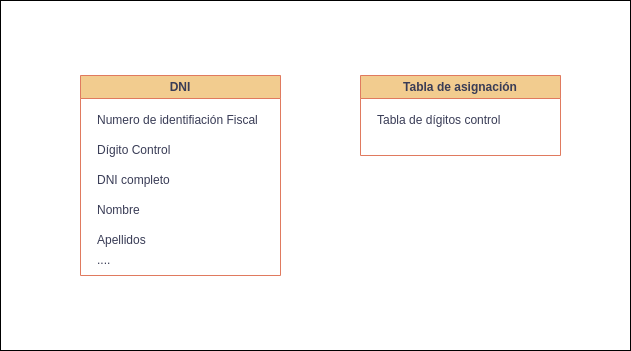 DNI
Numero de identifiación Fiscal
Dígito Control
DNI completo
Nombre
Apellidos
....
Tabla de asignación
Tabla de dígitos control